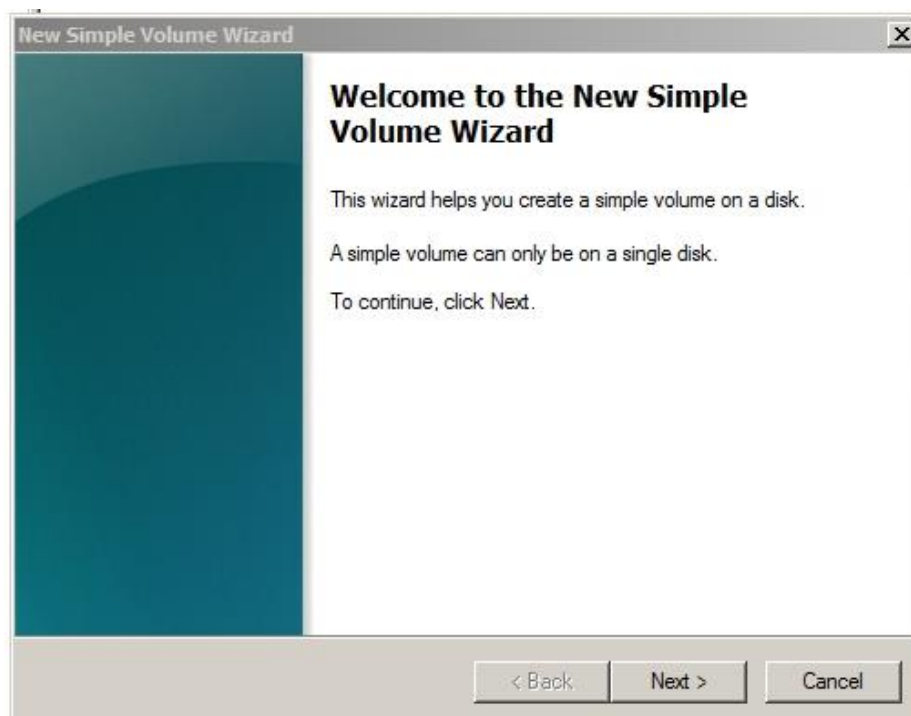 New Simple Volume Wizard
Welcome to the New Simple
Volume Wizard
This wizard helps you create a simple volume on a disk.
A simple volume can only be on a single disk.
To continue, click Next.
< Back
Next >
Cancel